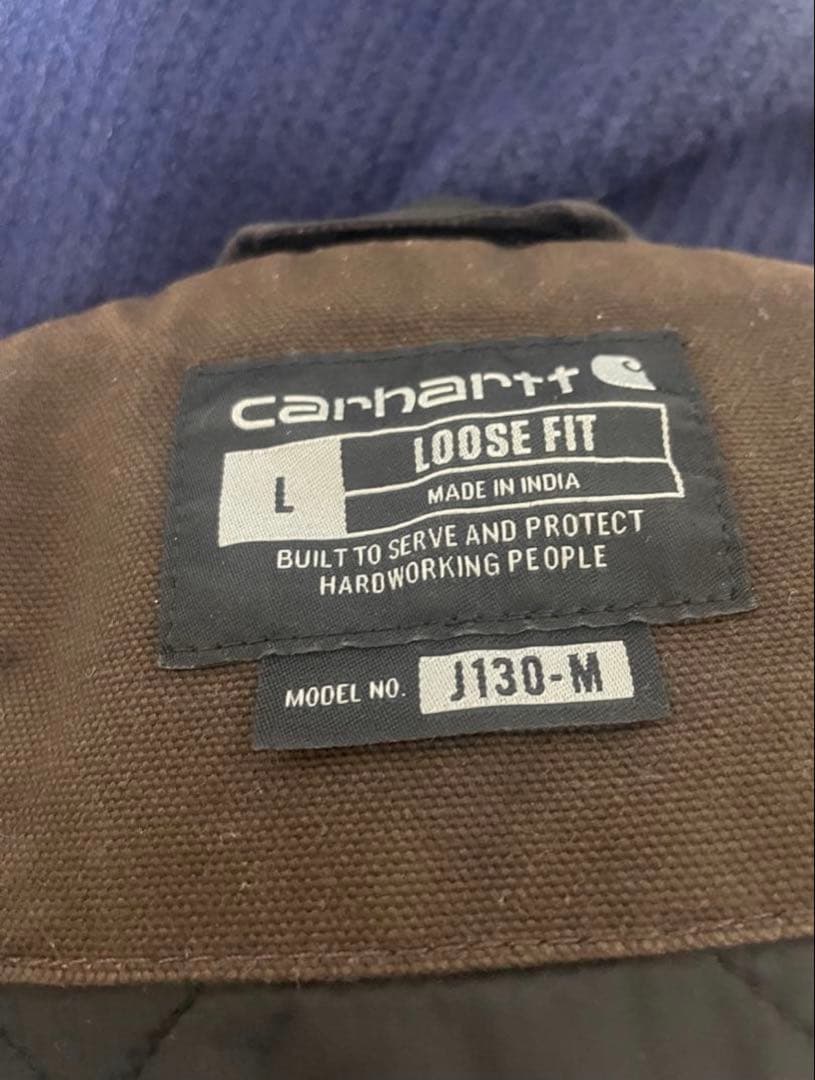 carhartt
L
LOOSE FIT
MADE IN INDIA
BUILT TO SERVE AND PROTECT
HARDWORKING PEOPLE
MODEL NO. J130-M